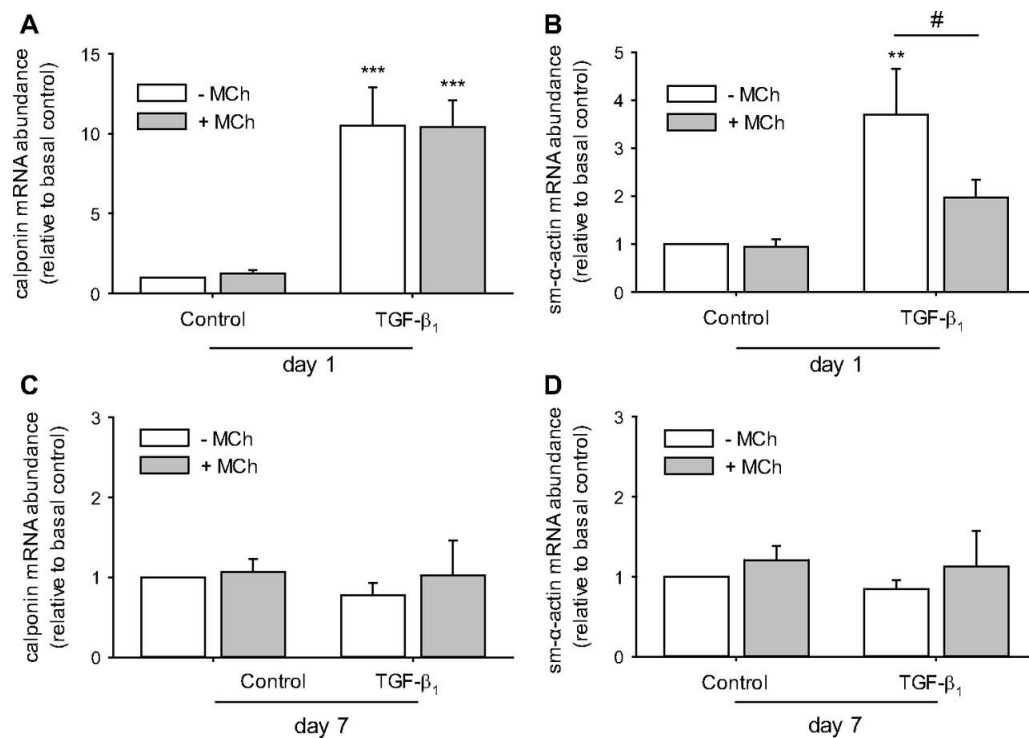 A
calponin mRNA abundance
(relative to basal control)
15
10
5
0
- MCh
+ MCh
***
***
Control
TGF-β₁
day 1
B
sm-α-actin mRNA abundance
(relative to basal control)
5
4
3
2
1
0
- MCh
+ MCh
#
**
Control
TGF-β₁
day 1
C
calponin mRNA abundance
(relative to basal control)
3
2
1
0
- MCh
+ MCh
Control
TGF-β₁
day 7
D
sm-α-actin mRNA abundance
(relative to basal control)
3
2
1
0
- MCh
+ MCh
Control
TGF-β₁
day 7